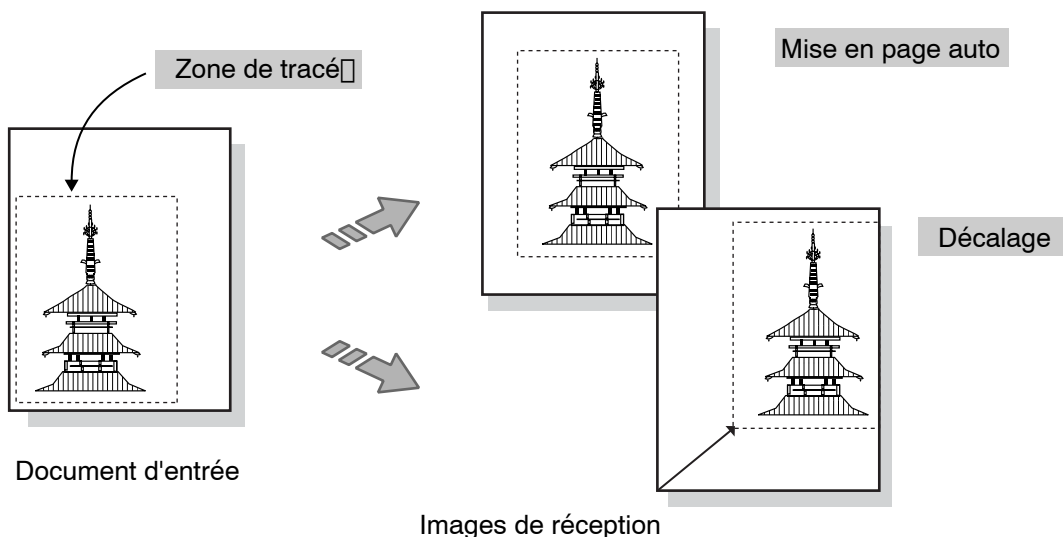 Zone de tracé
Mise en page auto
Décalage
Document d'entrée
Images de réception